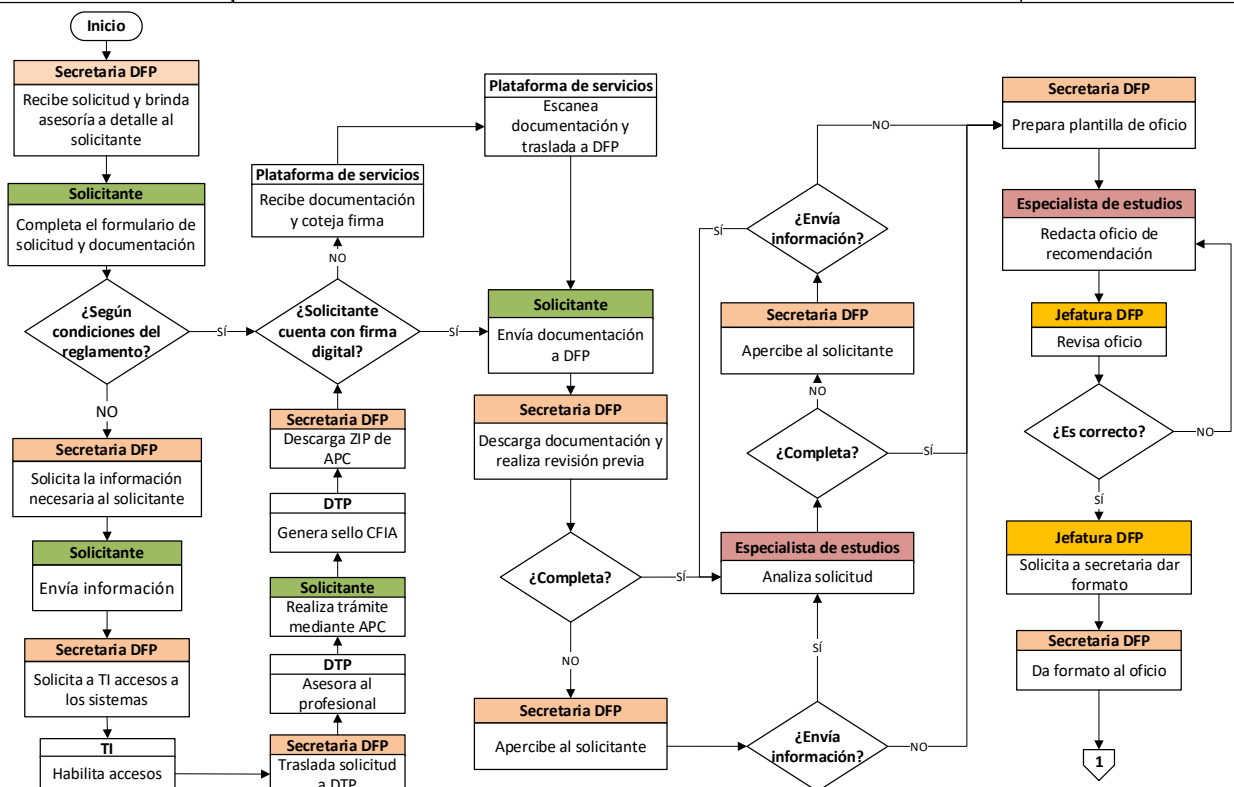 Inicio
Secretaria DFP
Recibe solicitud y brinda
asesoría a detalle al
solicitante
Solicitante
Completa el formulario de
solicitud y documentación
¿Según
condiciones del
reglamento?
SÍ
NO
Secretaria DFP
Solicita la información
necesaria al solicitante
Solicitante
Envía información
Secretaria DFP
Solicita a TI accesos a
los sistemas
TI
Habilita accesos
Secretaria DFP
Traslada solicitud
a DTP
DTP
Asesora al
profesional
Solicitante
Realiza trámite
mediante APC
DTP
Genera sello CFIA
Secretaria DFP
Descarga ZIP de
APC
¿Solicitante
cuenta con firma
digital?
NO
SÍ
Plataforma de servicios
Recibe documentación
y coteja firma
Plataforma de servicios
Escanea
documentación y
traslada a DFP
Solicitante
Envía documentación
a DFP
Secretaria DFP
Descarga documentación y
realiza revisión previa
¿Completa?
SÍ
NO
Secretaria DFP
Apercibe al solicitante
¿Envía
información?
NO
SÍ
Especialista de estudios
Analiza solicitud
¿Completa?
SÍ
NO
Secretaria DFP
Apercibe al solicitante
¿Envía
información?
SÍ
NO
Secretaria DFP
Prepara plantilla de oficio
Especialista de estudios
Redacta oficio de
recomendación
Jefatura DFP
Revisa oficio
¿Es correcto?
NO
SÍ
Jefatura DFP
Solicita a secretaria dar
formato
Secretaria DFP
Da formato al oficio
1